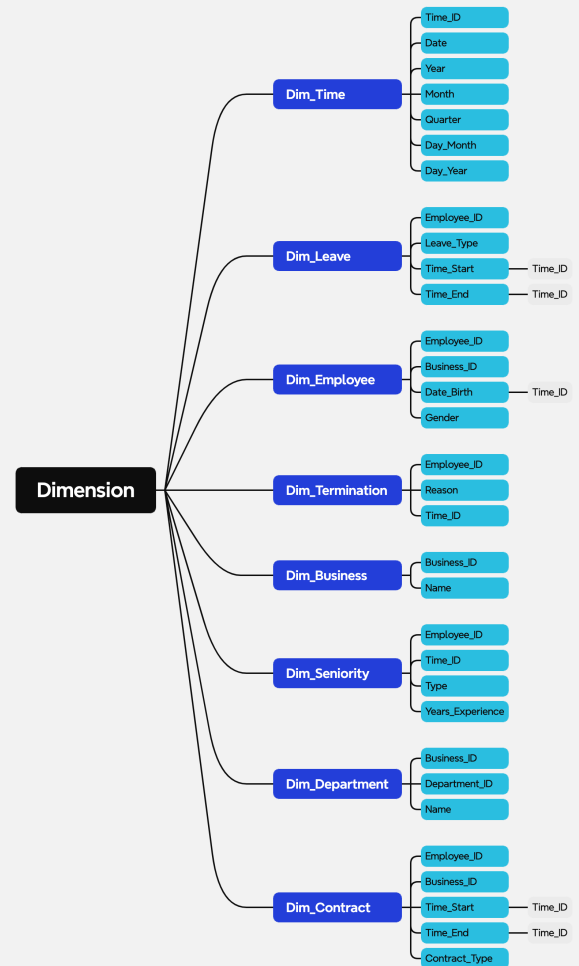 Dimension
Dim_Time
Time_ID
Date
Year
Month
Quarter
Day_Month
Day_Year
Dim_Leave
Employee_ID
Leave_Type
Time_Start
Time_ID
Time_End
Time_ID
Dim_Employee
Employee_ID
Business_ID
Date_Birth
Time_ID
Gender
Dim_Termination
Employee_ID
Reason
Time_ID
Dim_Business
Business_ID
Name
Dim_Seniority
Employee_ID
Time_ID
Type
Years_Experience
Dim_Department
Business_ID
Department_ID
Name
Dim_Contract
Employee_ID
Business_ID
Time_Start
Time_ID
Time_End
Time_ID
Contract_Type